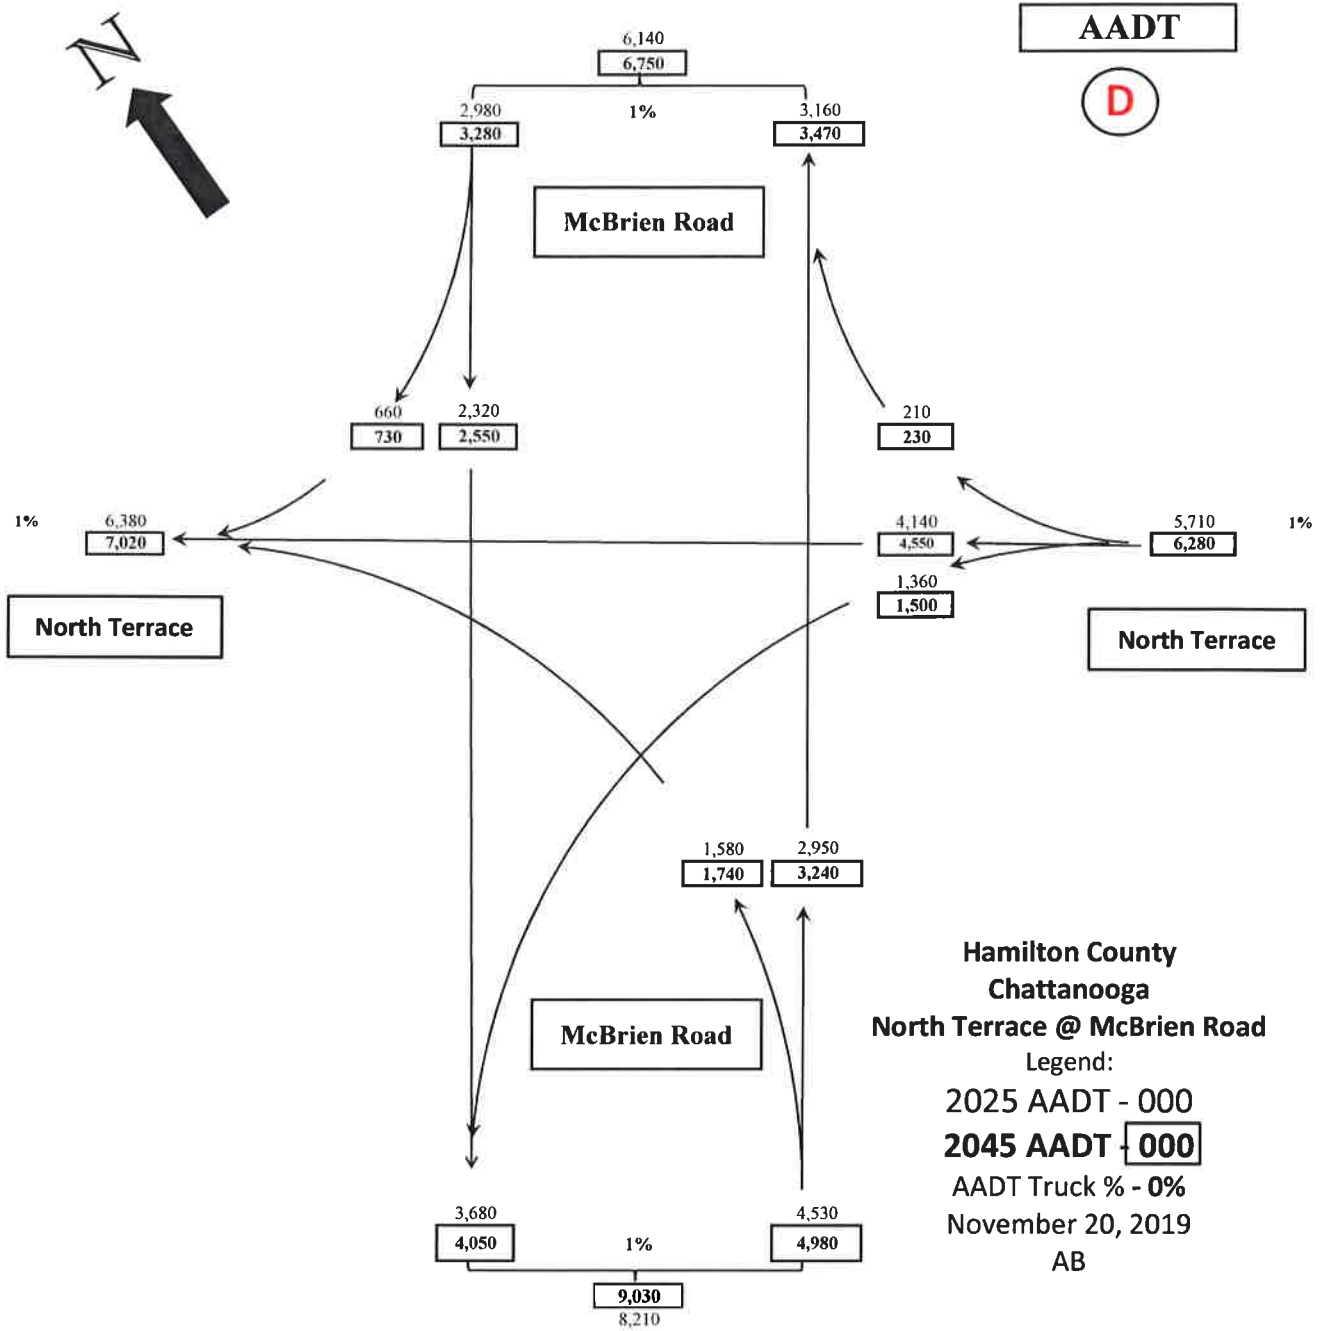 N
AADT
D
6,140
6,750
2,980
1%
3,160
3,280
3,470
McBrien Road
660
2,320
210
730
2,550
230
1%
6,380
4,140
5,710
1%
7,020
4,550
6,280
1,360
1,500
North Terrace
North Terrace
1,580
2,950
1,740
3,240
McBrien Road
Hamilton County
Chattanooga
North Terrace @ McBrien Road
Legend:
2025 AADT - 000
2045 AADT - 000
AADT Truck % - 0%
November 20, 2019
AB
3,680
4,530
4,050
1%
4,980
9,030
8,210